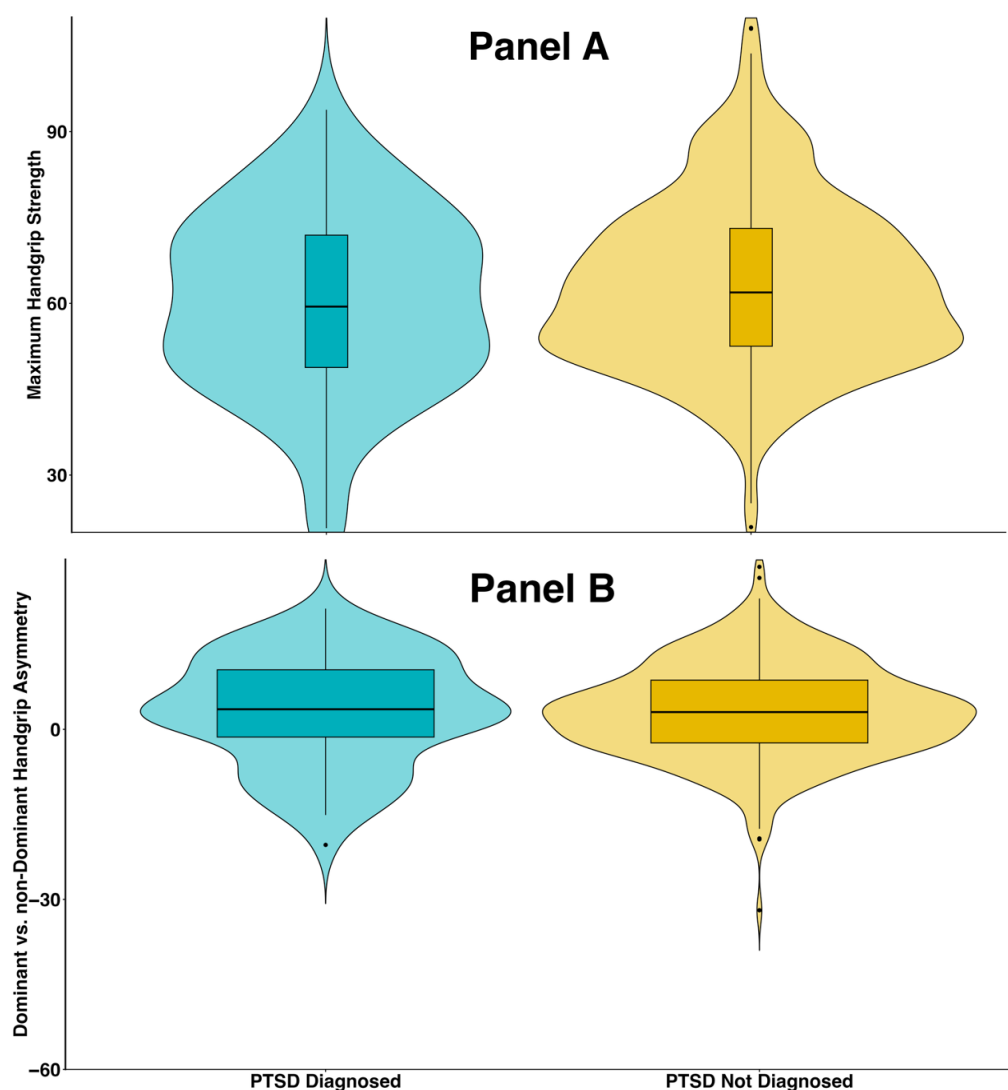 Panel A
Maximum Handgrip Strength
90
60
30
Panel B
Dominant vs. non-Dominant Handgrip Asymmetry
0
−30
−60
PTSD Diagnosed
PTSD Not Diagnosed